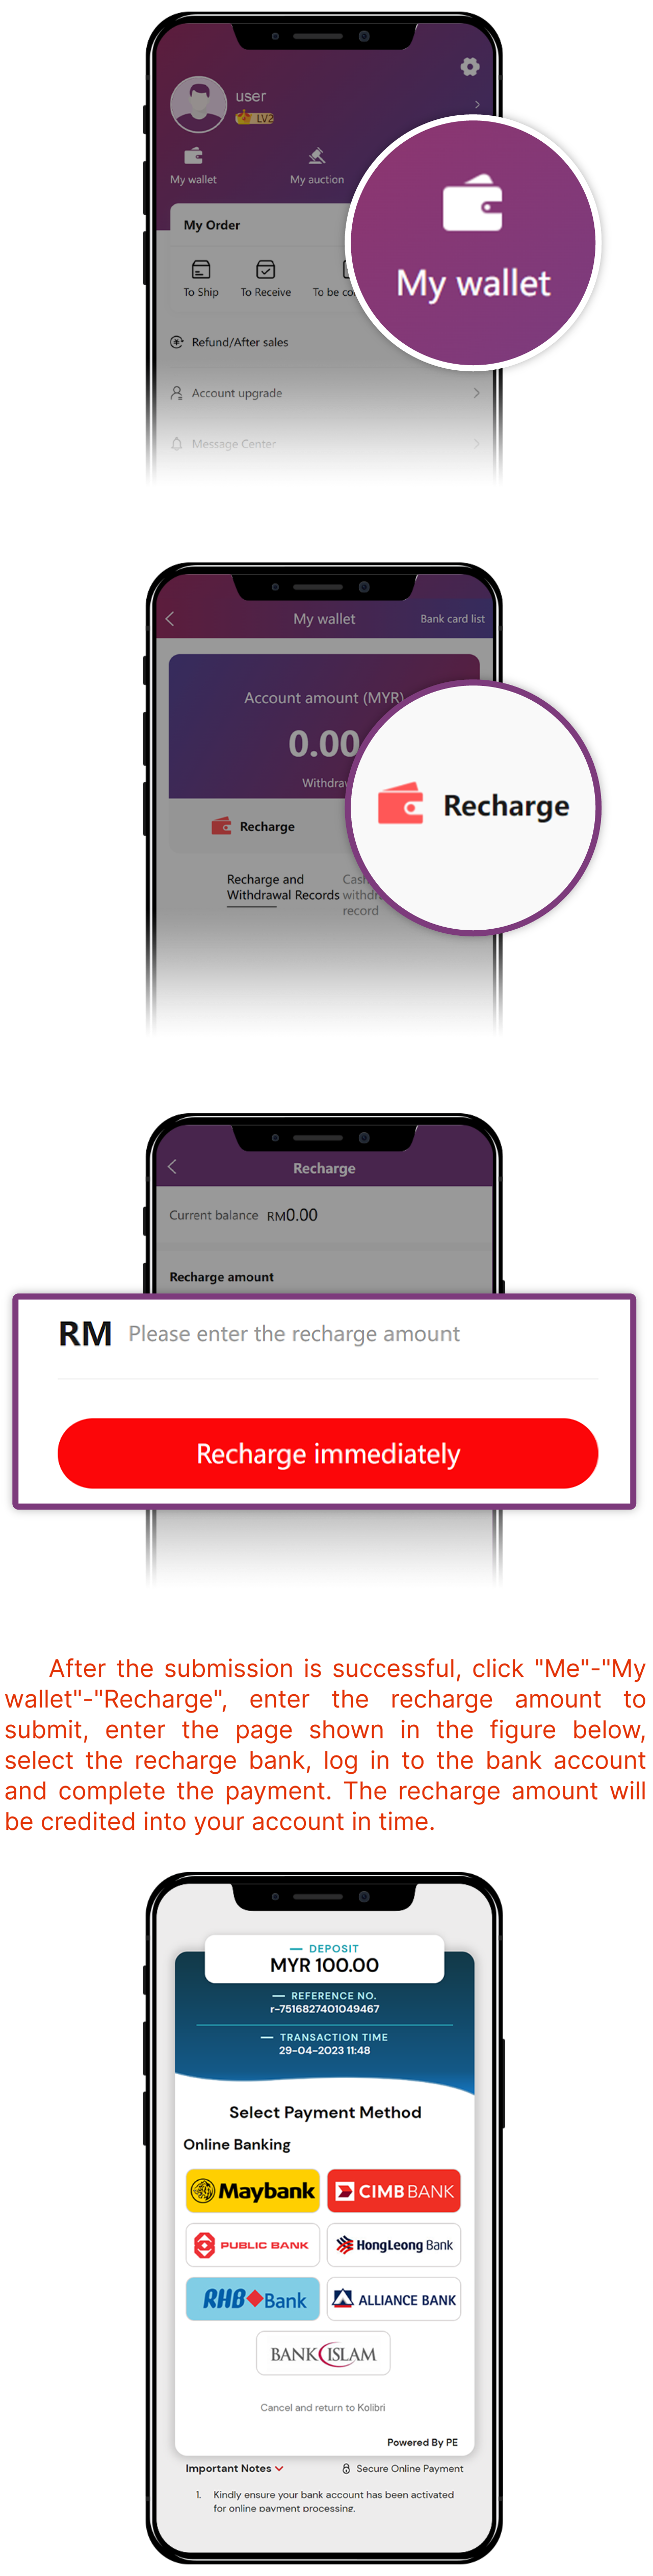 user
LV2
My wallet
My auction
My wallet
My Order
To Ship
To Receive
To be co
Refund/After sales
Account upgrade
Message Center
My wallet
Bank card list
Account amount (MYR)
0.00
Withdra
Recharge
Recharge
Recharge and
Withdrawal Records
Cash
withdr
record
Recharge
Current balance RM0.00
Recharge amount
RM Please enter the recharge amount
Recharge immediately
After the submission is successful, click "Me"-"My
wallet"-"Recharge", enter the recharge amount to
submit, enter the page shown in the figure below,
select the recharge bank, log in to the bank account
and complete the payment. The recharge amount will
be credited into your account in time.
DEPOSIT
MYR 100.00
REFERENCE NO.
r-7516827401049467
TRANSACTION TIME
29-04-2023 11:48
Select Payment Method
Online Banking
Maybank
CIMB BANK
PUBLIC BANK
HongLeong Bank
RHB Bank
ALLIANCE BANK
BANK ISLAM
Cancel and return to Kolibri
Powered By PE
Important Notes
Secure Online Payment
1. Kindly ensure your bank account has been activated
for online payment processing.